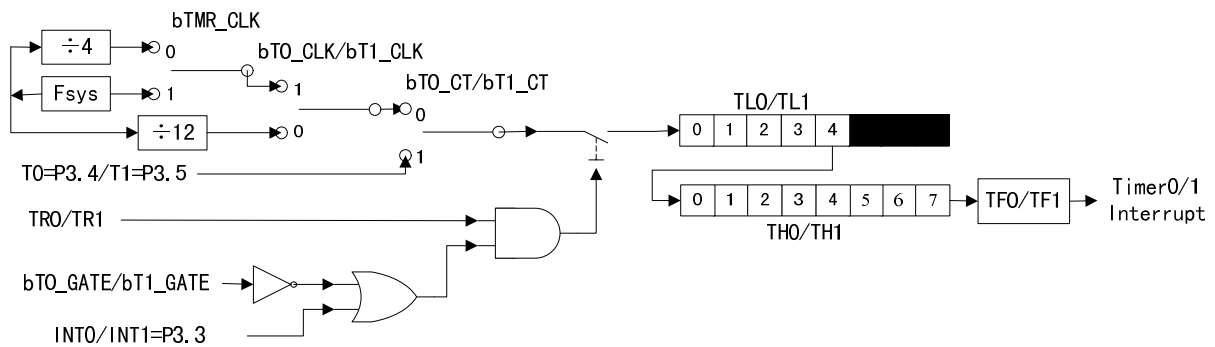 bTMR_CLK
÷4
0
bT0_CLK/bT1_CLK
Fsys
1
1
bT0_CT/bT1_CT
0
÷12
0
1
T0=P3.4/T1=P3.5
TL0/TL1
0 1 2 3 4
TR0/TR1
0 1 2 3 4 5 6 7
TH0/TH1
TF0/TF1
Timer0/1
Interrupt
bT0_GATE/bT1_GATE
INT0/INT1=P3.3